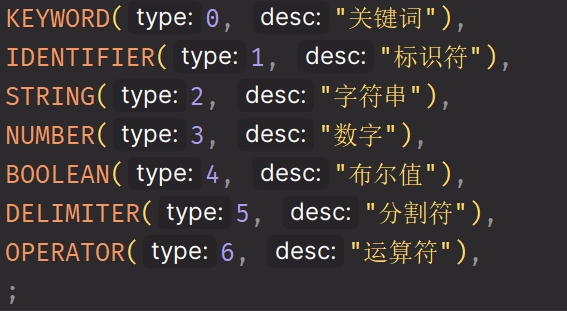 KEYWORD( type: 0, desc: "关键词"),
IDENTIFIER( type: 1, desc: "标识符"),
STRING( type: 2, desc: "字符串"),
NUMBER( type: 3, desc: "数字"),
BOOLEAN( type: 4, desc: "布尔值"),
DELIMITER( type: 5, desc: "分割符"),
OPERATOR( type: 6, desc: "运算符"),
;